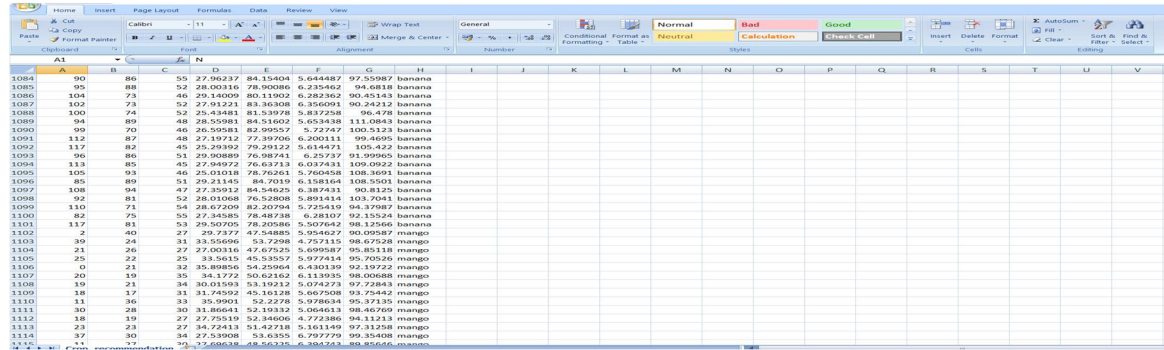 Home Insert Page Layout Formulas Data Review View
Cut
Copy
Format Painter
Paste
Calibri 11 A A
B I U A
Wrap Text
Merge & Center
General
% ,
Conditional Formatting
Format as Table
Normal Bad Good
Neutral Calculation Check Cell
Insert Delete Format
Σ AutoSum
Fill
Clear
Sort & Filter
Find & Select
Clipboard Font Alignment Number Styles Cells Editing
A1 fx N
A B C D E F G H I J K L M N O P Q R S T U V
1084 90 86 55 27.96237 84.15404 5.644487 97.55987 banana
1085 95 88 52 28.00316 78.90086 6.235462 94.6818 banana
1086 104 73 46 29.14009 80.11902 6.282362 90.45143 banana
1087 102 73 52 27.91221 83.36308 6.356091 90.24212 banana
1088 100 74 52 25.43481 81.53978 5.837258 96.478 banana
1089 94 89 48 28.55981 84.51602 5.653438 111.0843 banana
1090 99 70 46 26.59581 82.99557 5.72747 100.5123 banana
1091 112 87 48 27.19712 77.39706 6.200111 99.4695 banana
1092 117 82 45 25.29392 79.29122 5.614471 105.422 banana
1093 96 86 51 29.90889 76.98741 6.25737 91.99965 banana
1094 113 85 45 27.94972 76.63713 6.037431 109.0922 banana
1095 105 93 46 25.01018 78.76261 5.760458 108.3691 banana
1096 85 89 51 29.21145 84.7019 6.158164 108.5501 banana
1097 108 94 47 27.35912 84.54625 6.387431 90.8125 banana
1098 92 81 52 28.01068 76.52808 5.891414 103.7041 banana
1099 110 71 54 28.67209 82.20794 5.725419 94.37987 banana
1100 82 75 55 27.34585 78.48738 6.28107 92.15524 banana
1101 117 81 53 29.50705 78.20586 5.507642 98.12566 banana
1102 2 40 27 29.7377 47.54885 5.954627 90.09587 mango
1103 39 24 31 33.55696 53.7298 4.757115 98.67528 mango
1104 21 26 27 27.00316 47.67525 5.699587 95.85118 mango
1105 25 22 25 33.5615 45.53557 5.977414 95.70526 mango
1106 0 21 32 35.89856 54.25964 6.430139 92.19722 mango
1107 20 19 35 34.1772 50.62162 6.113935 98.00688 mango
1108 19 21 34 30.01593 53.19212 5.074273 97.72843 mango
1109 18 17 31 31.74592 45.16128 5.667508 93.75442 mango
1110 11 36 33 35.9901 52.2278 5.978634 95.37135 mango
1111 30 28 30 31.86641 52.19332 5.064613 98.46769 mango
1112 18 19 27 27.75519 52.34606 4.772386 94.11213 mango
1113 23 23 27 34.72413 51.42718 5.161149 97.31258 mango
1114 37 30 34 27.53908 53.6355 6.797779 99.35408 mango
1115 11 27 30 27.69638 48.56225 6.394743 89.85646 mango
Crop_recommendation